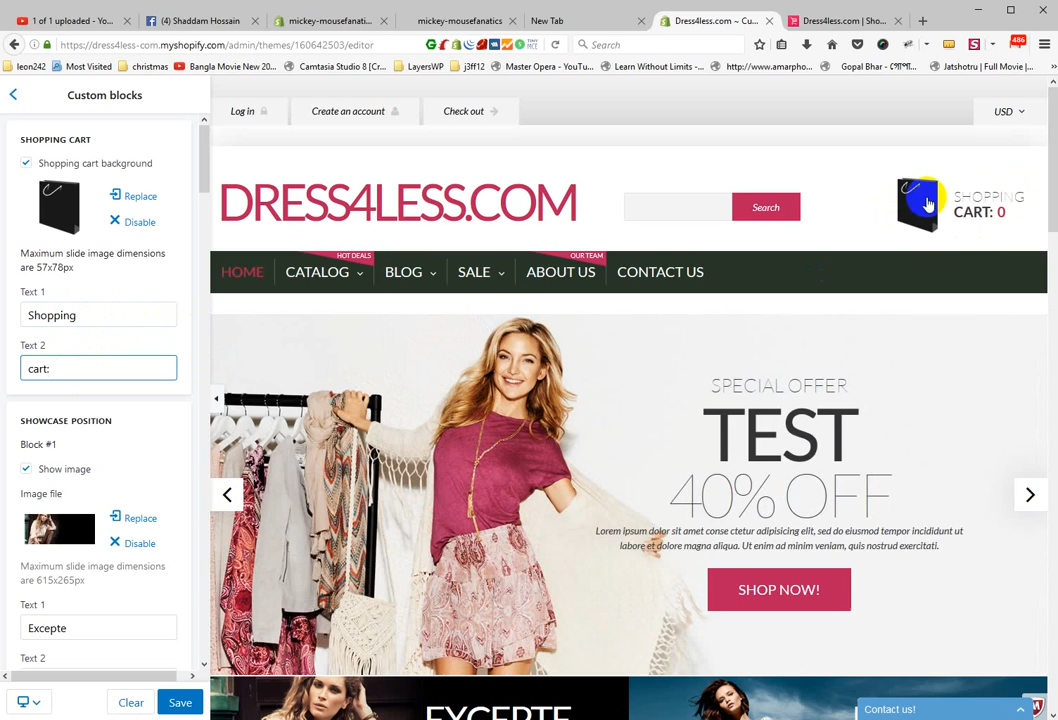 1 of 1 uploaded - Yo...
(4) Shaddam Hossain
mickey-mousefanati...
mickey-mousefanatics
New Tab
Dress4less.com ~ Cu...
Dress4less.com | Sho...
https://dress4less-com.myshopify.com/admin/themes/160642503/editor
Search
486
leon242
Most Visited
christmas
Bangla Movie New 20...
Camtasia Studio 8 [Cr...
LayersWP
j3ff12
Master Opera - YouTu...
Learn Without Limits -...
http://www.amarpho...
Gopal Bhar - গোপা...
Jatshotru | Full Movie |...
Custom blocks
SHOPPING CART
Shopping cart background
Replace
Disable
Maximum slide image dimensions
are 57x78px
Text 1
Shopping
Text 2
cart:
SHOWCASE POSITION
Block #1
Show image
Image file
Replace
Disable
Maximum slide image dimensions
are 615x265px
Text 1
Excepte
Text 2
Clear
Save
Log in
Create an account
Check out
USD
DRESS4LESS.COM
Search
SHOPPING
CART: 0
HOT DEALS
OUR TEAM
HOME
CATALOG
BLOG
SALE
ABOUT US
CONTACT US
SPECIAL OFFER
TEST
40% OFF
Lorem ipsum dolor sit amet conse ctetur adipisicing elit, sed do eiusmod tempor incididunt ut
labore et dolore magna aliqua. Ut enim ad minim veniam, quis nostrud exercitati.
SHOP NOW!
EXCEPTE
Contact us!